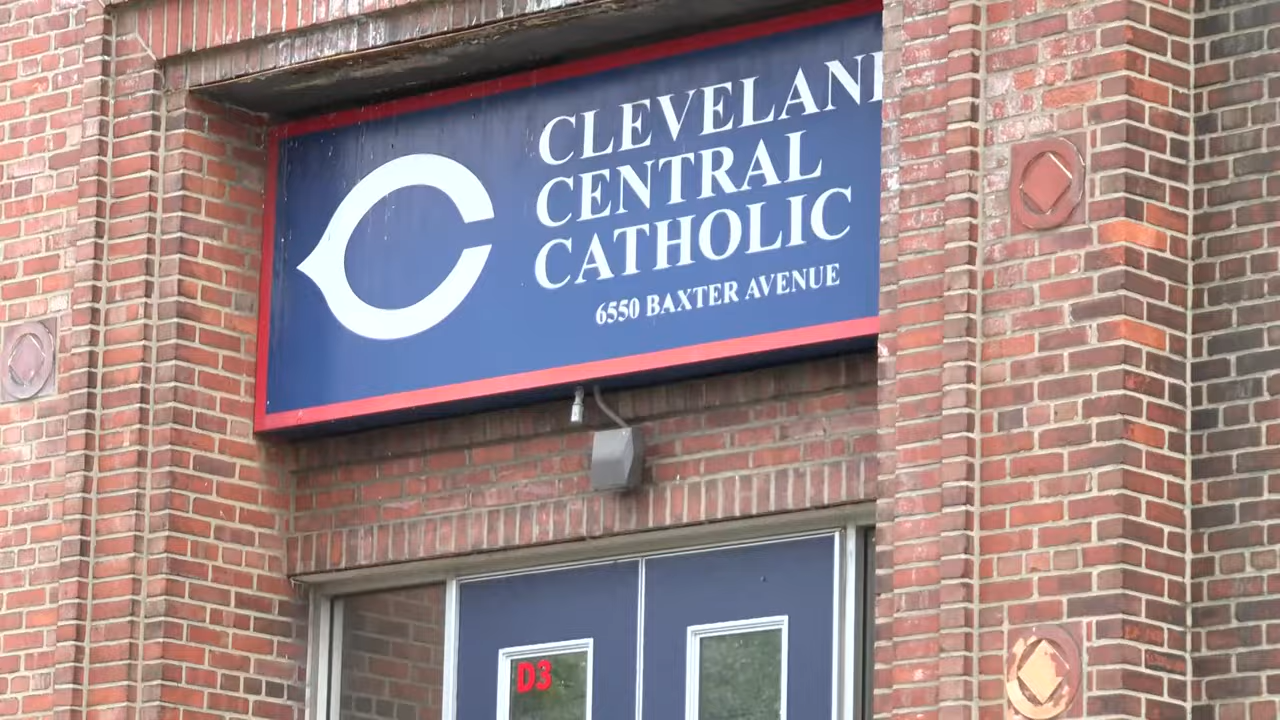 CLEVELAN
CENTRAL
CATHOLIC
6550 BAXTER AVENUE
D3